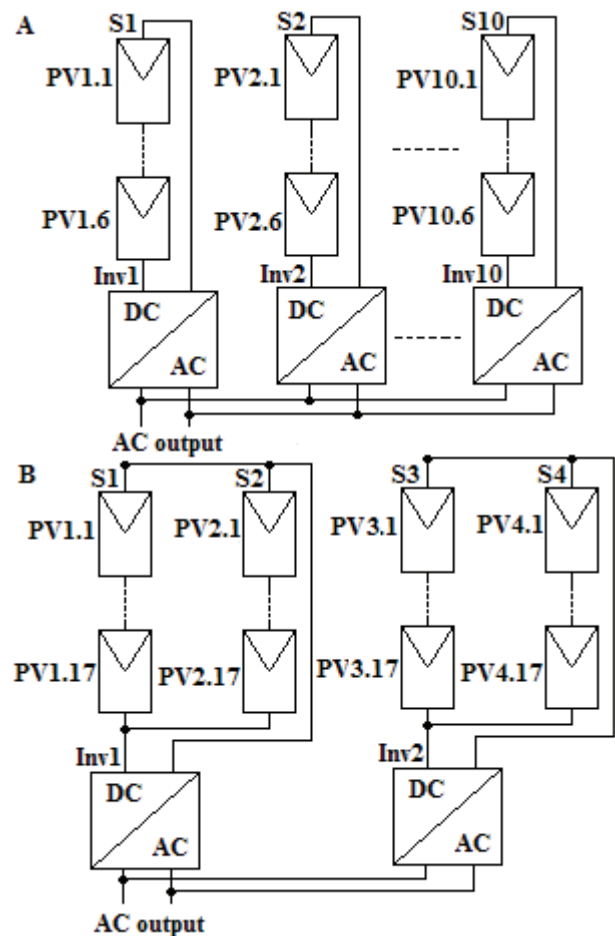 A
S1
S2
S10
PV1.1
PV2.1
PV10.1
PV1.6
PV2.6
PV10.6
Inv1
Inv2
Inv10
DC
AC
DC
AC
DC
AC
AC output
B
S1
S2
S3
S4
PV1.1
PV2.1
PV3.1
PV4.1
PV1.17
PV2.17
PV3.17
PV4.17
Inv1
Inv2
DC
AC
DC
AC
AC output